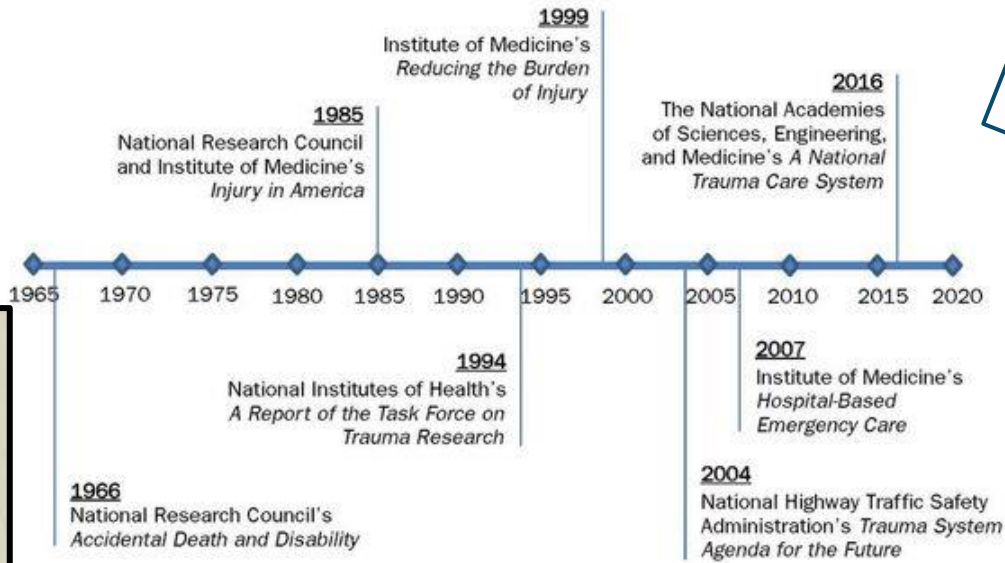 1999
Institute of Medicine's
Reducing the Burden
of Injury
1985
National Research Council
and Institute of Medicine's
Injury in America
2016
The National Academies
of Sciences, Engineering,
and Medicine's A National
Trauma Care System
1965 1970 1975 1980 1985 1990 1995 2000 2005 2010 2015 2020
1966
National Research Council's
Accidental Death and Disability
1994
National Institutes of Health's
A Report of the Task Force on
Trauma Research
2004
National Highway Traffic Safety
Administration's Trauma System
Agenda for the Future
2007
Institute of Medicine's
Hospital-Based
Emergency Care